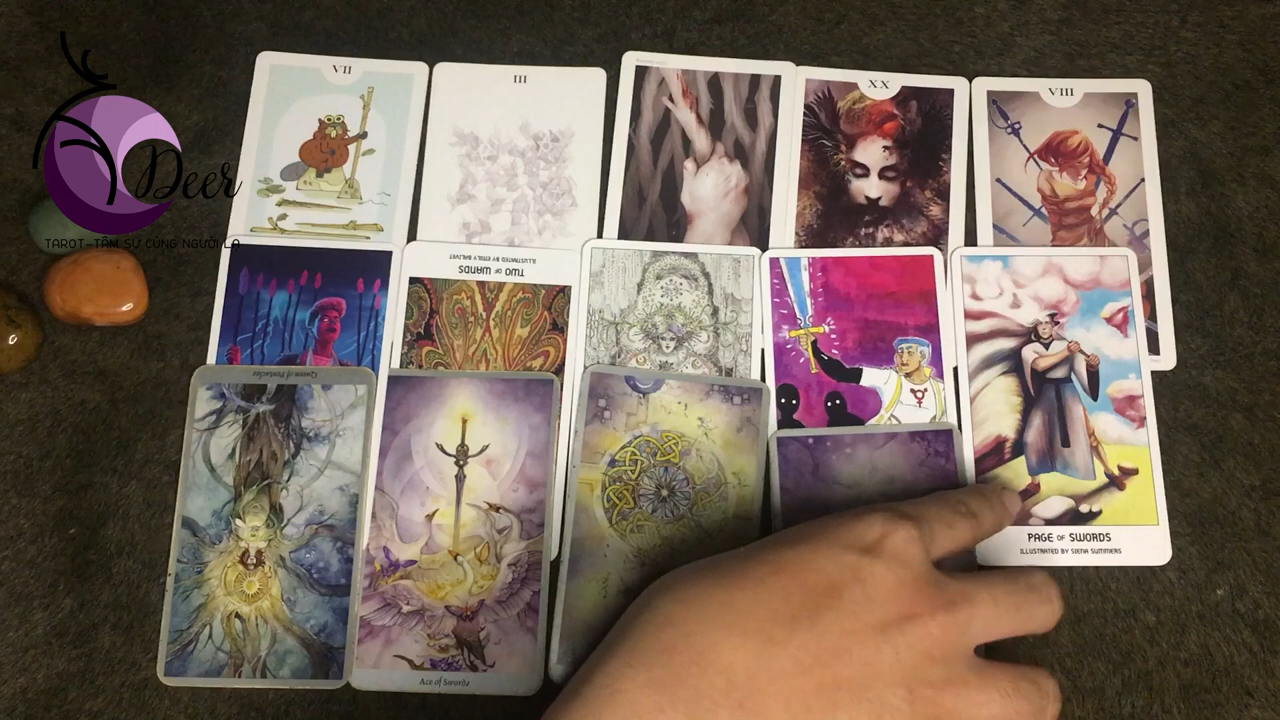 VII
III
XX
VIII
Deer
TAROT-TÂM SỰ CÙNG NGƯỜI LẠ
TWO OF WANDS
ILLUSTRATED BY EMILY BALIVET
Queen of Pentacles
PAGE OF SWORDS
ILLUSTRATED BY SIENA SUMMERS
Ace of Swords